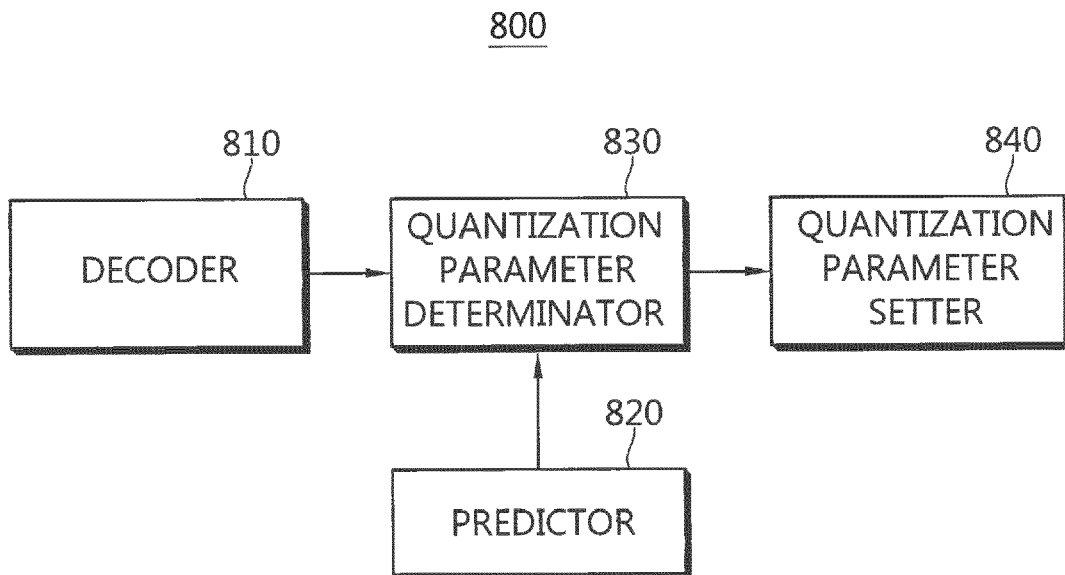 800
810
DECODER
830
QUANTIZATION
PARAMETER
DETERMINATOR
840
QUANTIZATION
PARAMETER
SETTER
820
PREDICTOR